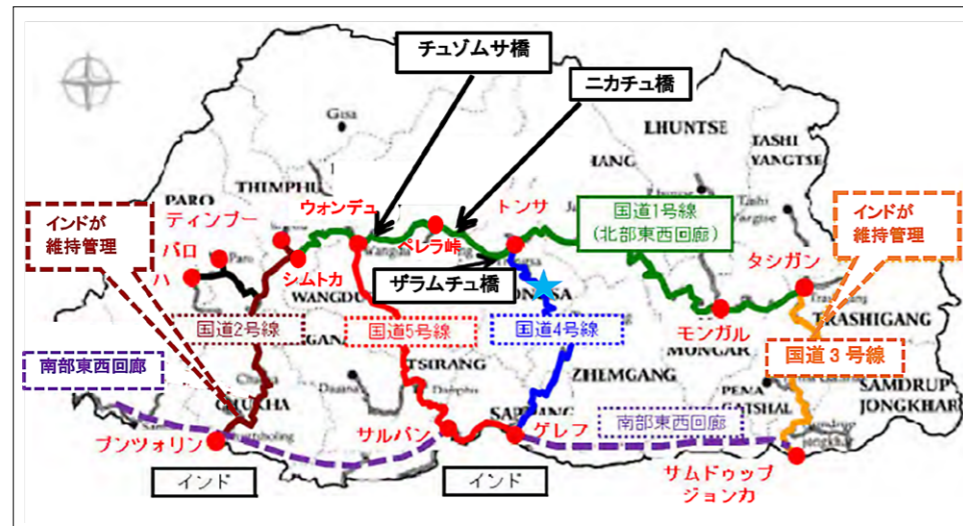 チュゾムサ橋
ニカチュ橋
Gasa
LHUNTSE
TASHI
YANGTSE
PARO
THIMPHU
インドが
維持管理
ティンプー
ウォンデュ
トンサ
国道1号線
(北部東西回廊)
インドが
維持管理
パロ
Paro
ペレラ峠
タシガン
ハ
シムトカ
ザラムチュ橋
WANGDU
国道2号線
国道5号線
国道4号線
モンガル
TRASHIGANG
MONGAR
南部東西回廊
TSIRANG
ZHEMGANG
国道３号線
PEMA
GATSHAL
SAMDRUP
JONGKHAR
南部東西回廊
プンツォリン
サルパン
ゲレフ
サムドゥップ
ジョンカ
インド
インド